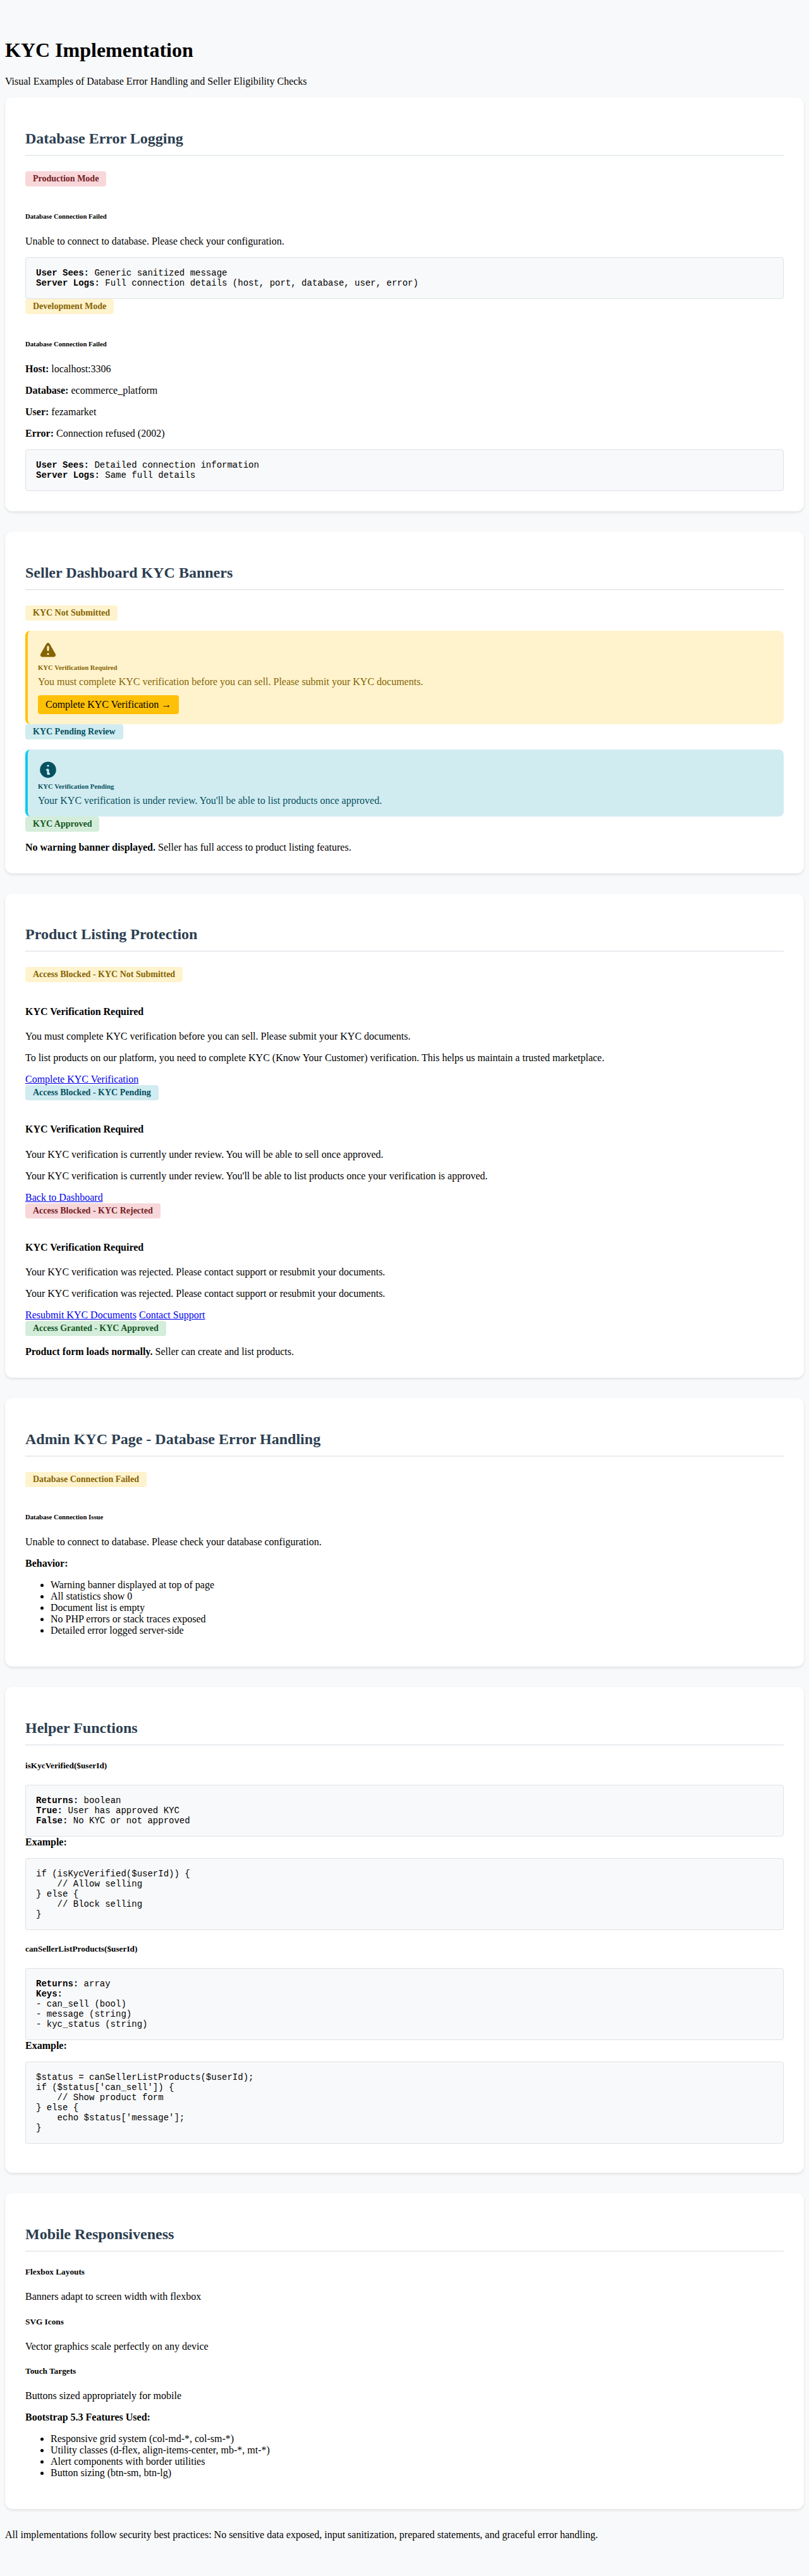 KYC Implementation
Visual Examples of Database Error Handling and Seller Eligibility Checks
Database Error Logging
Production Mode
Database Connection Failed
Unable to connect to database. Please check your configuration.
User Sees: Generic sanitized message
Server Logs: Full connection details (host, port, database, user, error)
Development Mode
Database Connection Failed
Host: localhost:3306
Database: ecommerce_platform
User: fezamarket
Error: Connection refused (2002)
User Sees: Detailed connection information
Server Logs: Same full details
Seller Dashboard KYC Banners
KYC Not Submitted
KYC Verification Required
You must complete KYC verification before you can sell. Please submit your KYC documents.
Complete KYC Verification →
KYC Pending Review
KYC Verification Pending
Your KYC verification is under review. You'll be able to list products once approved.
KYC Approved
No warning banner displayed. Seller has full access to product listing features.
Product Listing Protection
Access Blocked - KYC Not Submitted
KYC Verification Required
You must complete KYC verification before you can sell. Please submit your KYC documents.
To list products on our platform, you need to complete KYC (Know Your Customer) verification. This helps us maintain a trusted marketplace.
Complete KYC Verification
Access Blocked - KYC Pending
KYC Verification Required
Your KYC verification is currently under review. You will be able to sell once approved.
Your KYC verification is currently under review. You'll be able to list products once your verification is approved.
Back to Dashboard
Access Blocked - KYC Rejected
KYC Verification Required
Your KYC verification was rejected. Please contact support or resubmit your documents.
Your KYC verification was rejected. Please contact support or resubmit your documents.
Resubmit KYC Documents Contact Support
Access Granted - KYC Approved
Product form loads normally. Seller can create and list products.
Admin KYC Page - Database Error Handling
Database Connection Failed
Database Connection Issue
Unable to connect to database. Please check your database configuration.
Behavior:
• Warning banner displayed at top of page
• All statistics show 0
• Document list is empty
• No PHP errors or stack traces exposed
• Detailed error logged server-side
Helper Functions
isKycVerified($userId)
Returns: boolean
True: User has approved KYC
False: No KYC or not approved
Example:
if (isKycVerified($userId)) {
    // Allow selling
} else {
    // Block selling
}
canSellerListProducts($userId)
Returns: array
Keys:
- can_sell (bool)
- message (string)
- kyc_status (string)
Example:
$status = canSellerListProducts($userId);
if ($status['can_sell']) {
    // Show product form
} else {
    echo $status['message'];
}
Mobile Responsiveness
Flexbox Layouts
Banners adapt to screen width with flexbox
SVG Icons
Vector graphics scale perfectly on any device
Touch Targets
Buttons sized appropriately for mobile
Bootstrap 5.3 Features Used:
• Responsive grid system (col-md-*, col-sm-*)
• Utility classes (d-flex, align-items-center, mb-*, mt-*)
• Alert components with border utilities
• Button sizing (btn-sm, btn-lg)
All implementations follow security best practices: No sensitive data exposed, input sanitization, prepared statements, and graceful error handling.